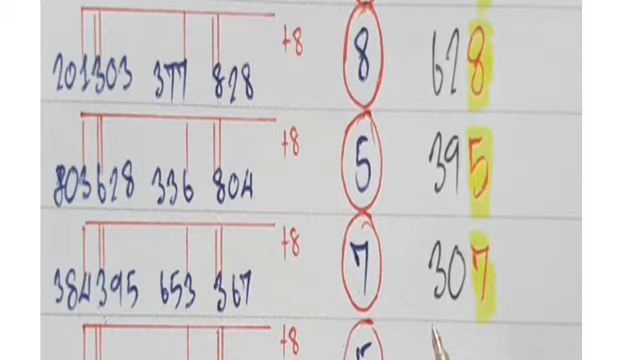 201303 377 828 +8 8 628
803628 336 804 +8 5 395
384395 653 367 +8 7 307
+8